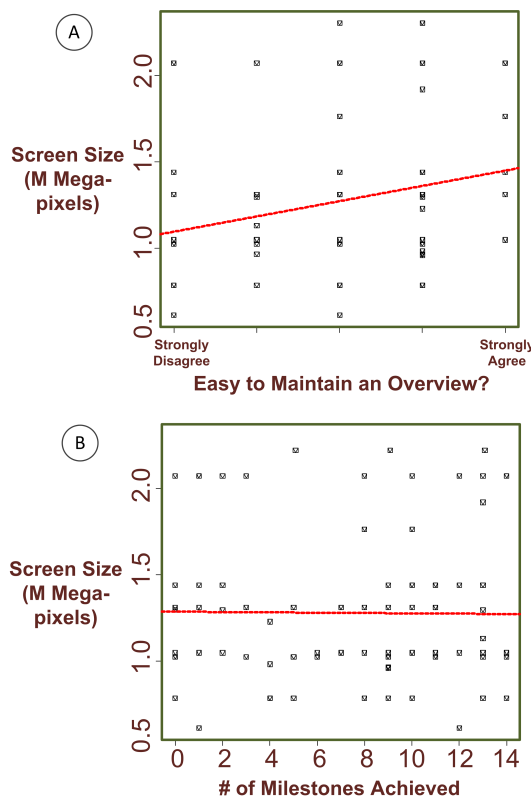 A
2.0
1.5
1.0
0.5
Screen Size
(M Mega-
pixels)
Strongly
Disagree
Strongly
Agree
Easy to Maintain an Overview?
B
2.0
1.5
1.0
0.5
Screen Size
(M Mega-
pixels)
0 2 4 6 8 10 12 14
# of Milestones Achieved